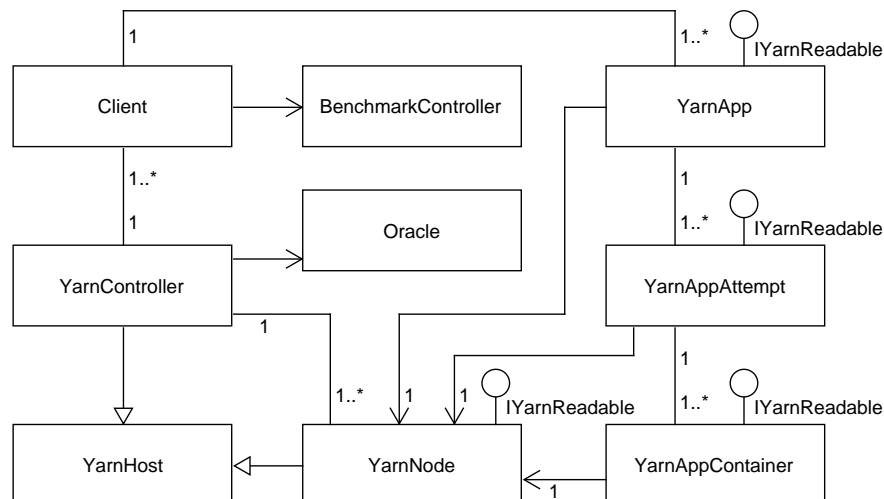 1
1..*
IYarnReadable
Client
BenchmarkController
YarnApp
1..*
1
1
1..*
IYarnReadable
Oracle
YarnController
YarnAppAttempt
1
1
1..*
1
1
1..*
IYarnReadable
IYarnReadable
YarnHost
YarnNode
YarnAppContainer
1